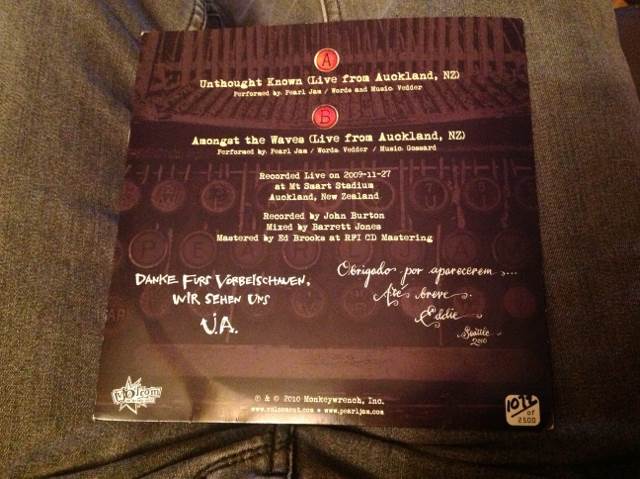 A
Unthought Known (Live from Auckland, NZ)
Performed by: Pearl Jam / Words and Music: Vedder
B
Amongst the Waves (Live from Auckland, NZ)
Performed by: Pearl Jam / Words: Vedder / Music: Gossard
Recorded Live on 2009-11-27
at Mt Smart Stadium
Auckland, New Zealand
Recorded by John Burton
Mixed by Barrett Jones
Mastered by Ed Brooks at RFI CD Mastering
DANKE FURS VORBEISCHAUEN,
WIR SEHEN UNS
Ü.A.
Obrigado por aparecerem ....
Até breve.
Eddie
Seattle
2010
PEAR
℗ & © 2010 Monkeywrench, Inc.
www.pearljam.com
of
2500